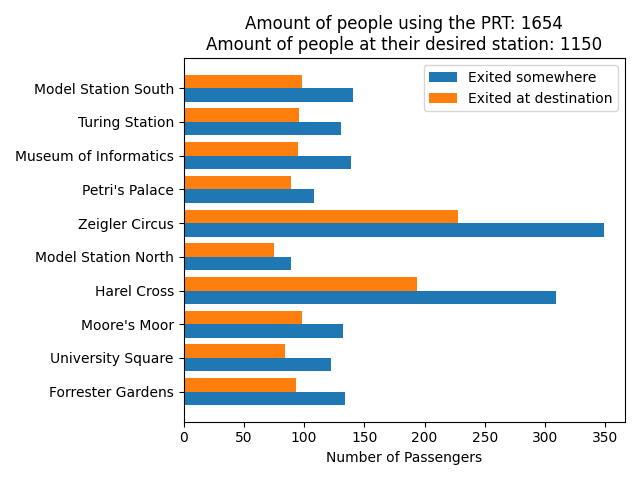 Amount of people using the PRT: 1654
Amount of people at their desired station: 1150
Exited somewhere
Exited at destination
Model Station South
Turing Station
Museum of Informatics
Petri's Palace
Zeigler Circus
Model Station North
Harel Cross
Moore's Moor
University Square
Forrester Gardens
0 50 100 150 200 250 300 350
Number of Passengers